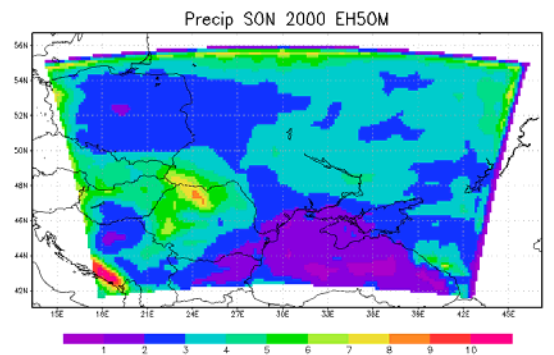 Precip SON 2000 EH5OM
56N
54N
52N
50N
48N
46N
44N
42N
15E 18E 21E 24E 27E 30E 33E 36E 39E 42E 45E
1 2 3 4 5 6 7 8 9 10